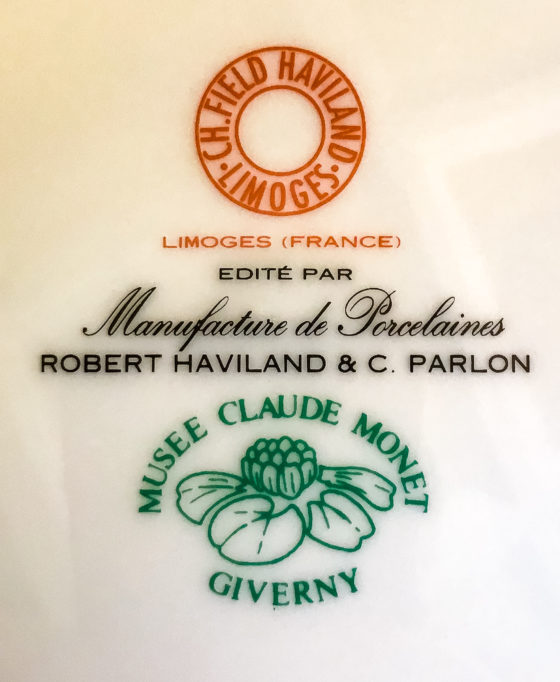 CH. FIELD HAVILAND
· LIMOGES ·
LIMOGES (FRANCE)
EDITÉ PAR
Manufacture de Porcelaines
ROBERT HAVILAND & C. PARLON
MUSEE CLAUDE MONET
GIVERNY